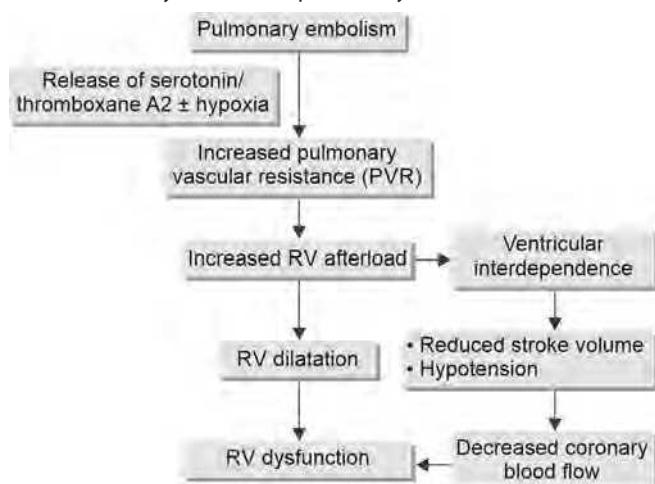 Pulmonary embolism
Release of serotonin/
thromboxane A2 ± hypoxia
Increased pulmonary
vascular resistance (PVR)
Increased RV afterload
Ventricular
interdependence
RV dilatation
• Reduced stroke volume
• Hypotension
RV dysfunction
Decreased coronary
blood flow